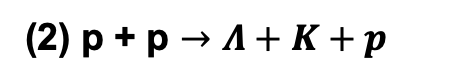 (2) p + p → Λ + K + p